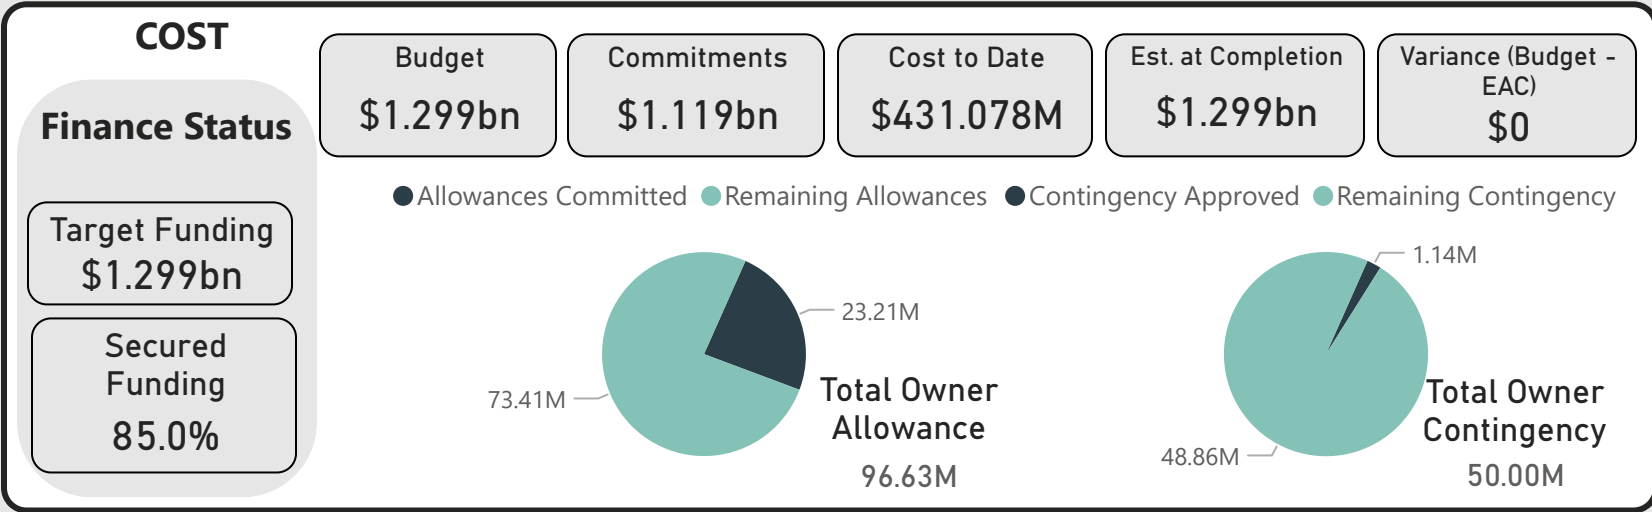 COST
Finance Status
Target Funding
$1.299bn
Secured
Funding
85.0%
Budget
$1.299bn
Commitments
$1.119bn
Cost to Date
$431.078M
Est. at Completion
$1.299bn
Variance (Budget -
EAC)
$0
Allowances Committed Remaining Allowances Contingency Approved Remaining Contingency
23.21M
73.41M
Total Owner
Allowance
96.63M
1.14M
48.86M
Total Owner
Contingency
50.00M